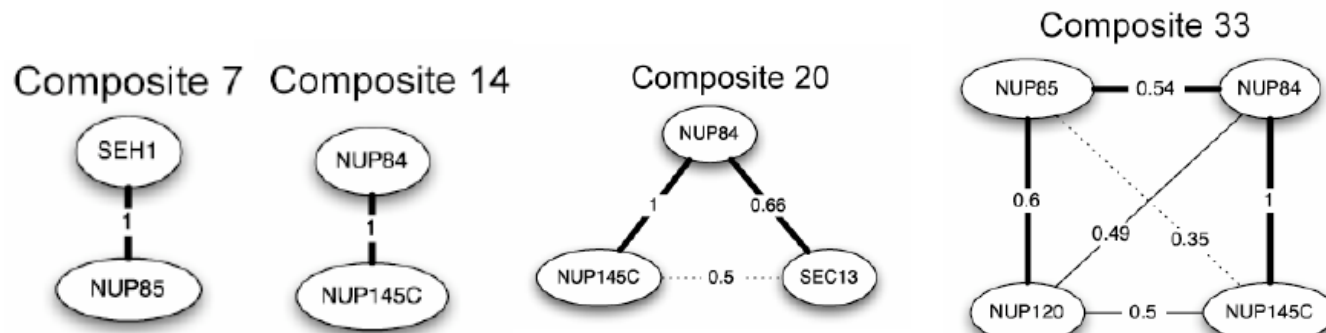 Composite 7
SEH1
1
NUP85
Composite 14
NUP84
1
NUP145C
Composite 20
NUP84
1
0.66
NUP145C
0.5
SEC13
Composite 33
NUP85
0.54
NUP84
0.6
1
0.49
0.35
NUP120
0.5
NUP145C